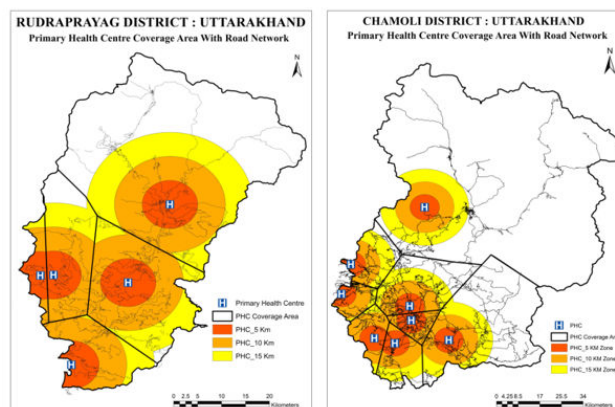 RUDRAPRAYAG DISTRICT : UTTARAKHAND
Primary Health Centre Coverage Area With Road Network
N
H
H H
H
H
H Primary Health Centre
PHC Coverage Area
PHC_5 Km
PHC_10 Km
PHC_15 Km
0 2.5 5 10 15 20
Kilometers
CHAMOLI DISTRICT : UTTARAKHAND
Primary Health Centre Coverage Area With Road Network
N
H
H
H
H
H
H
H
H
H PHC
PHC Coverage Area
PHC_5 KM Zone
PHC_10 KM Zone
PHC_15 KM Zone
0 4.25 8.5 17 25.5 34
Kilometers